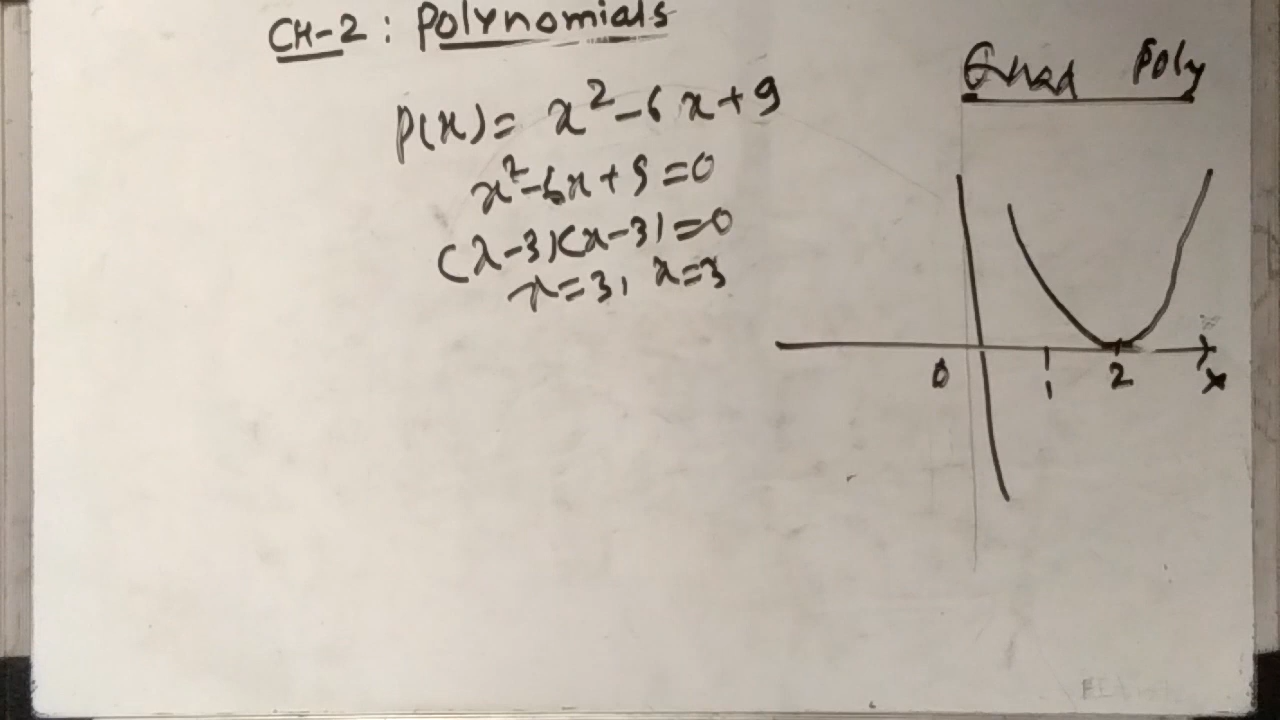 CH-2 : Polynomials
P(x) = x² - 6x + 9
x² - 6x + 9 = 0
(x-3)(x-3) = 0
x = 3, x = 3
Quad Poly
0 1 2 x